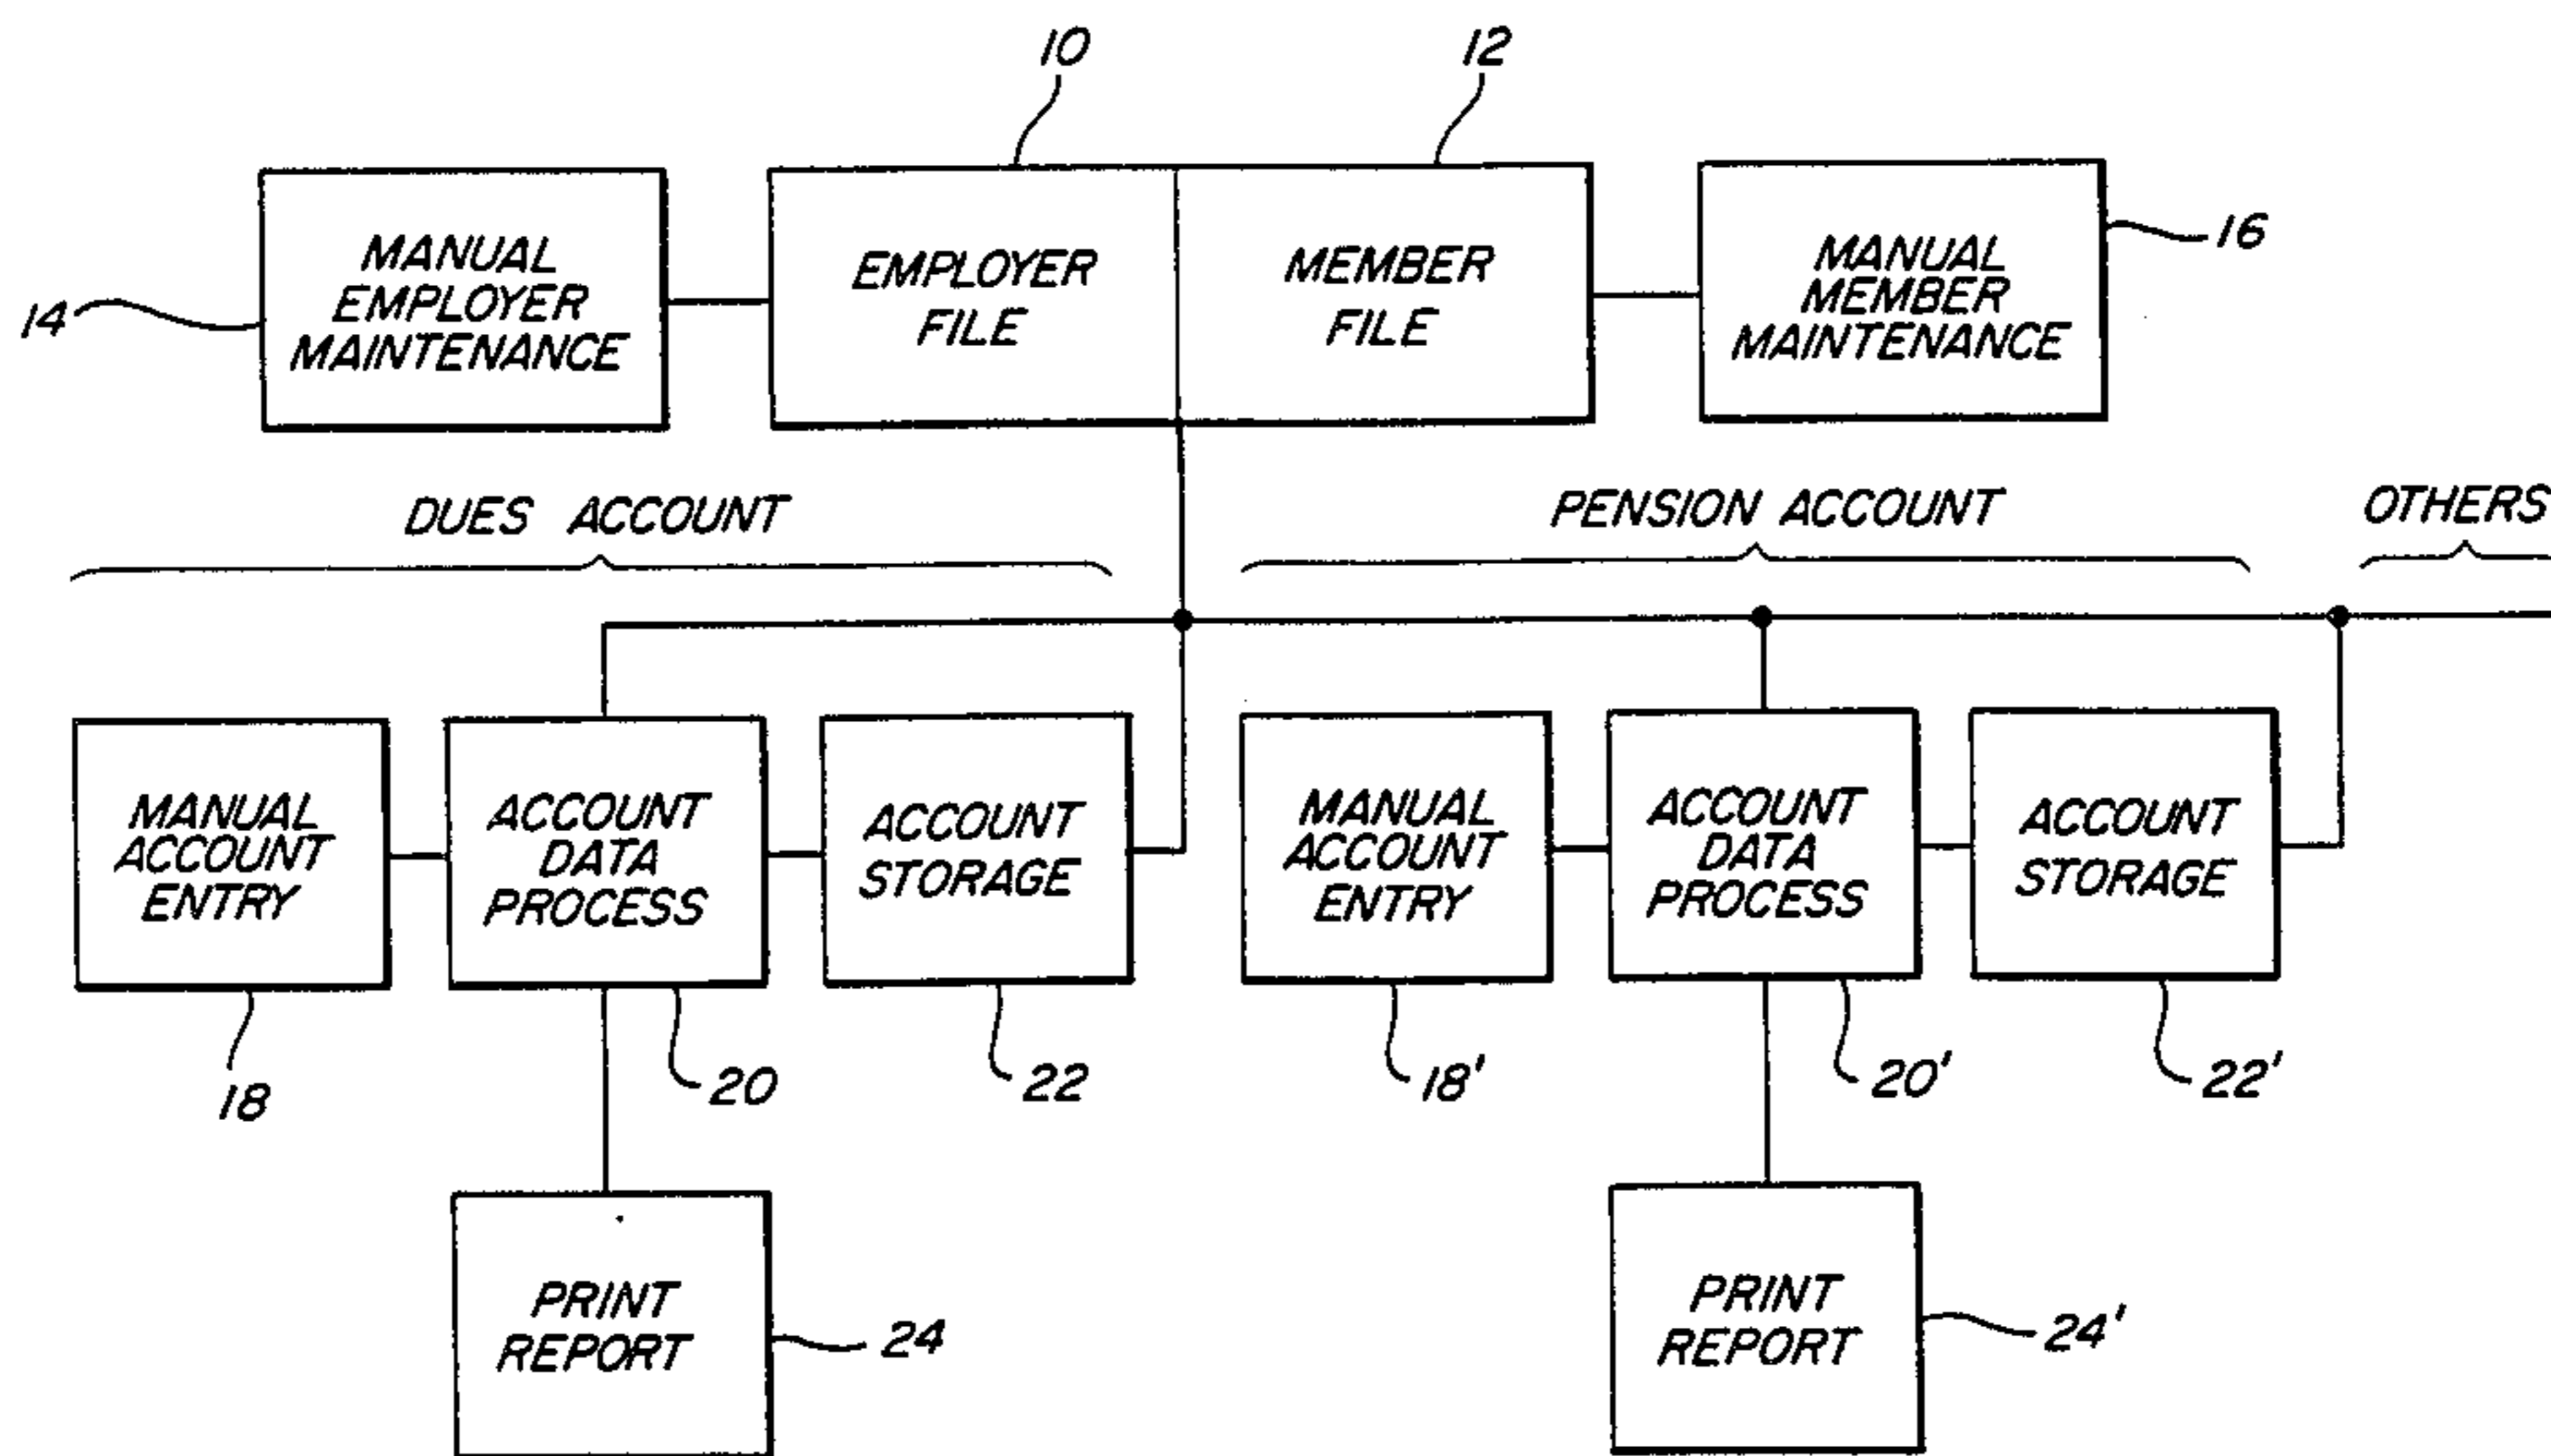 10
12
MANUAL
EMPLOYER
MAINTENANCE
EMPLOYER
FILE
MEMBER
FILE
MANUAL
MEMBER
MAINTENANCE
14
16
DUES ACCOUNT
PENSION ACCOUNT
OTHERS
MANUAL
ACCOUNT
ENTRY
ACCOUNT
DATA
PROCESS
ACCOUNT
STORAGE
MANUAL
ACCOUNT
ENTRY
ACCOUNT
DATA
PROCESS
ACCOUNT
STORAGE
18
20
22
18'
20'
22'
PRINT
REPORT
24
PRINT
REPORT
24'